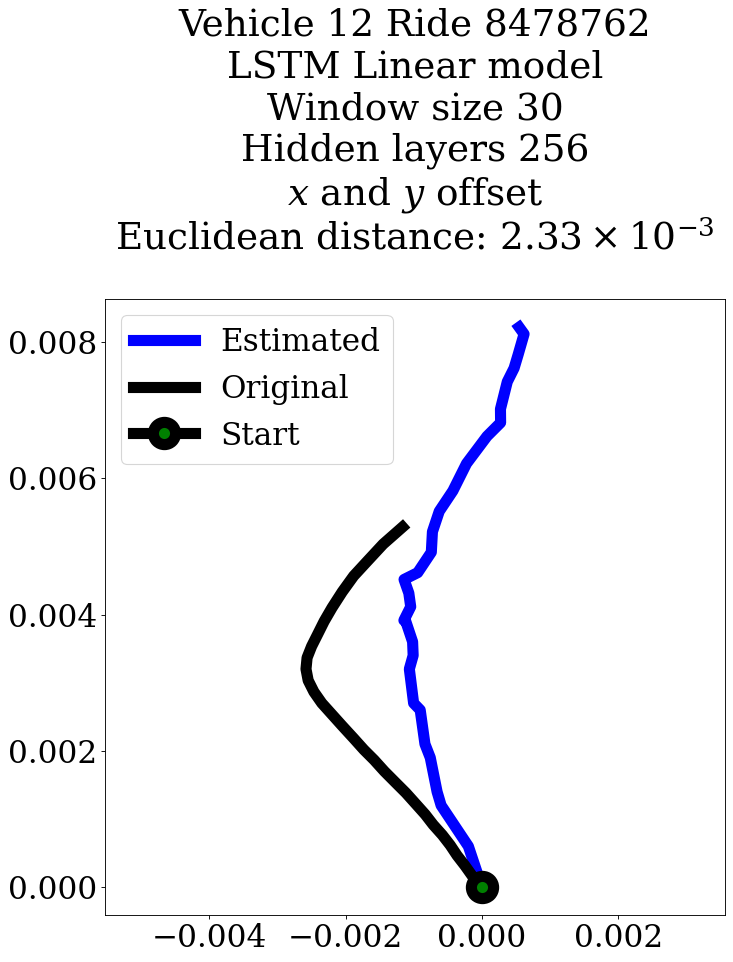 Vehicle 12 Ride 8478762
LSTM Linear model
Window size 30
Hidden layers 256
x and y offset
Euclidean distance: 2.33 × 10⁻³
Estimated
Original
Start
0.008
0.006
0.004
0.002
0.000
−0.004 −0.002 0.000 0.002